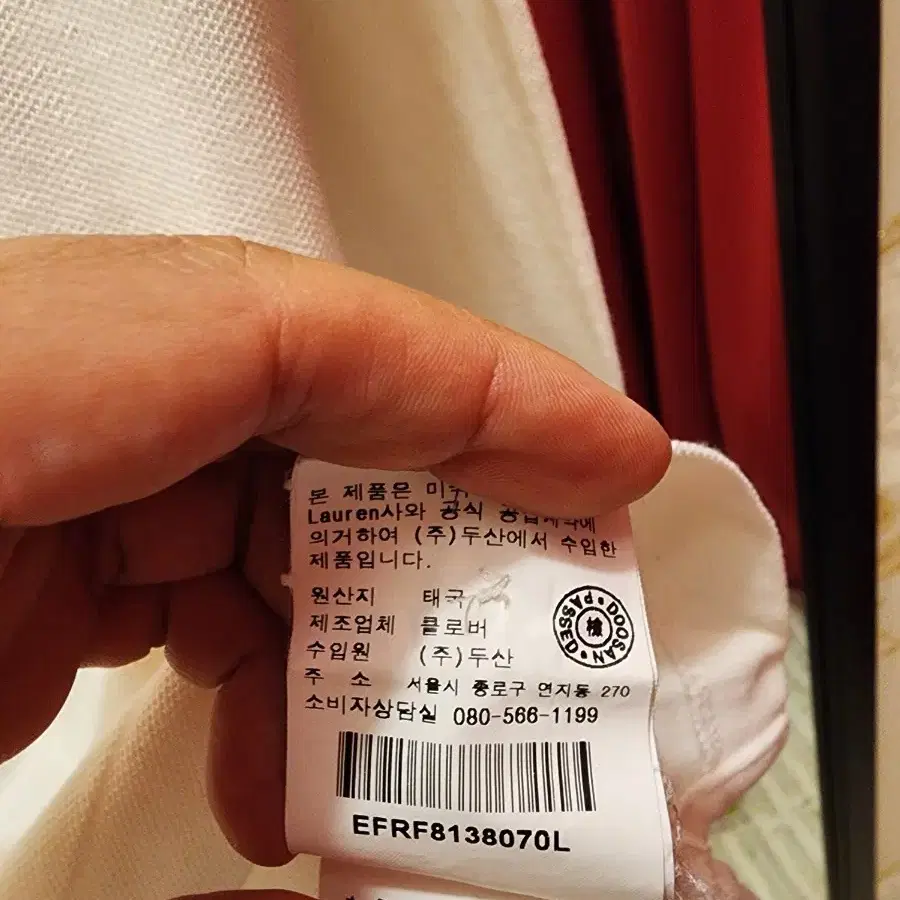 본 제품은
Lauren사와 공식
의거하여 (주)두산에서 수입한
제품입니다.
원산지 태국
제조업체 클로버
수입원 (주)두산
주 소 서울시 종로구 연지동 270
소비자상담실 080-566-1199
DOOSAN • PASSED •
檢
EFRF8138070L